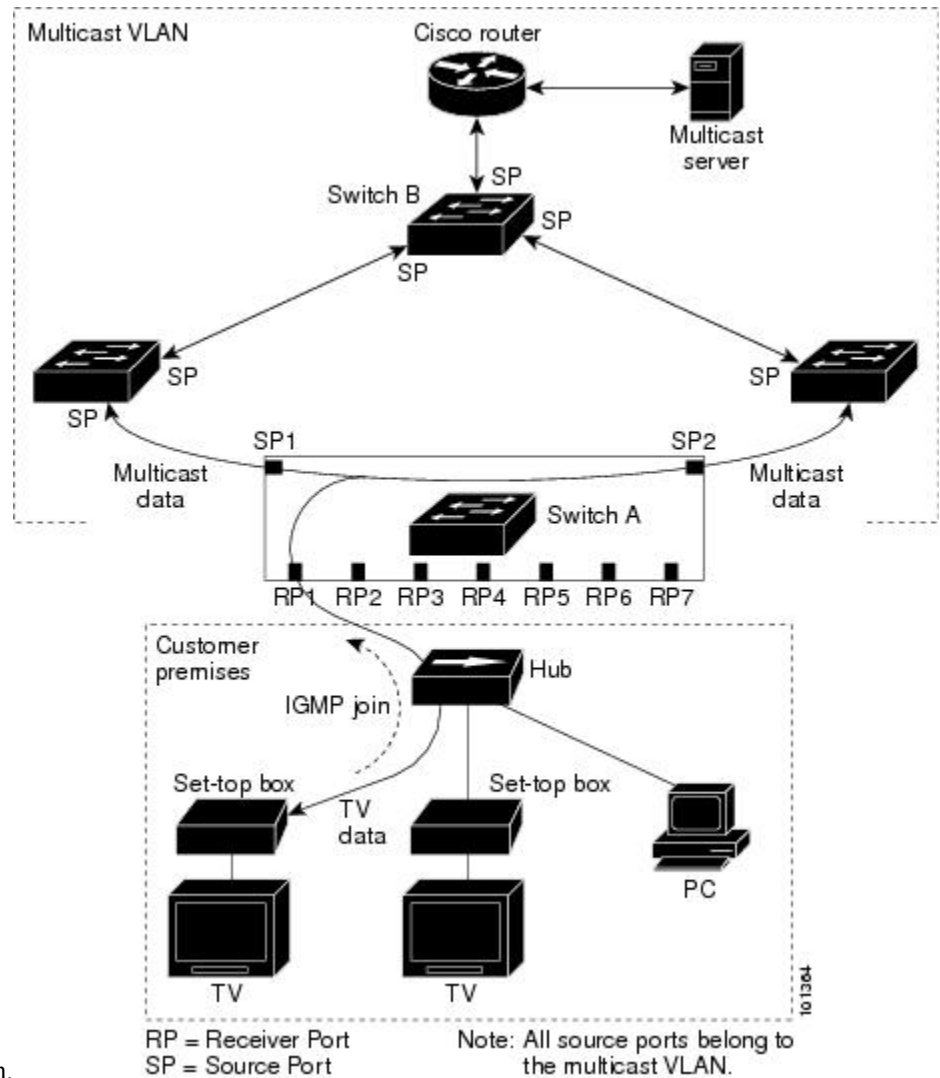 Multicast VLAN
Cisco router
Multicast
server
SP
Switch B
SP
SP
SP
SP
SP
SP1
SP2
Multicast
data
Multicast
data
Switch A
RP1 RP2 RP3 RP4 RP5 RP6 RP7
Customer
premises
Hub
IGMP join
Set-top box
Set-top box
TV
data
PC
TV
TV
101364
RP = Receiver Port
SP = Source Port
Note: All source ports belong to
the multicast VLAN.
n.